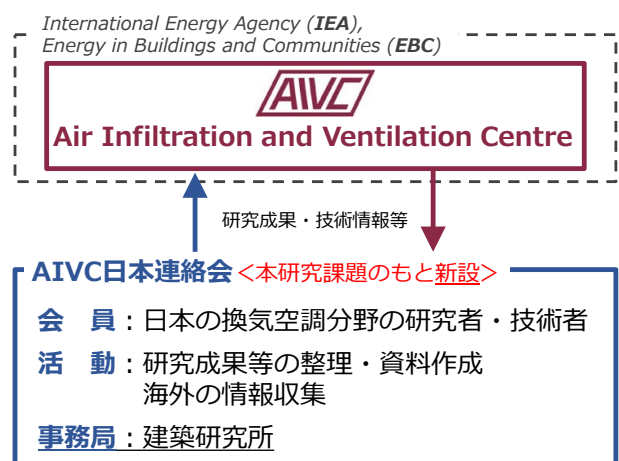 International Energy Agency (IEA),
Energy in Buildings and Communities (EBC)
AIVC
Air Infiltration and Ventilation Centre
研究成果・技術情報等
AIVC日本連絡会<本研究課題のもと新設>
会　員：日本の換気空調分野の研究者・技術者
活　動：研究成果等の整理・資料作成
海外の情報収集
事務局：建築研究所